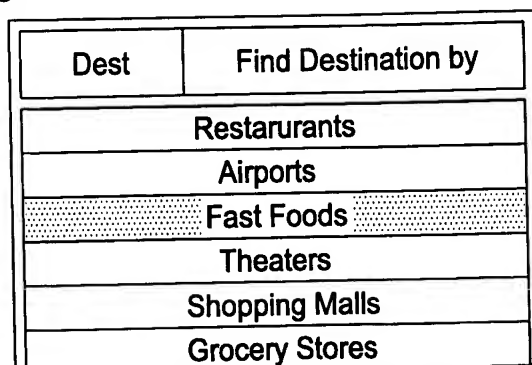 Dest Find Destination by
Restarurants
Airports
Fast Foods
Theaters
Shopping Malls
Grocery Stores